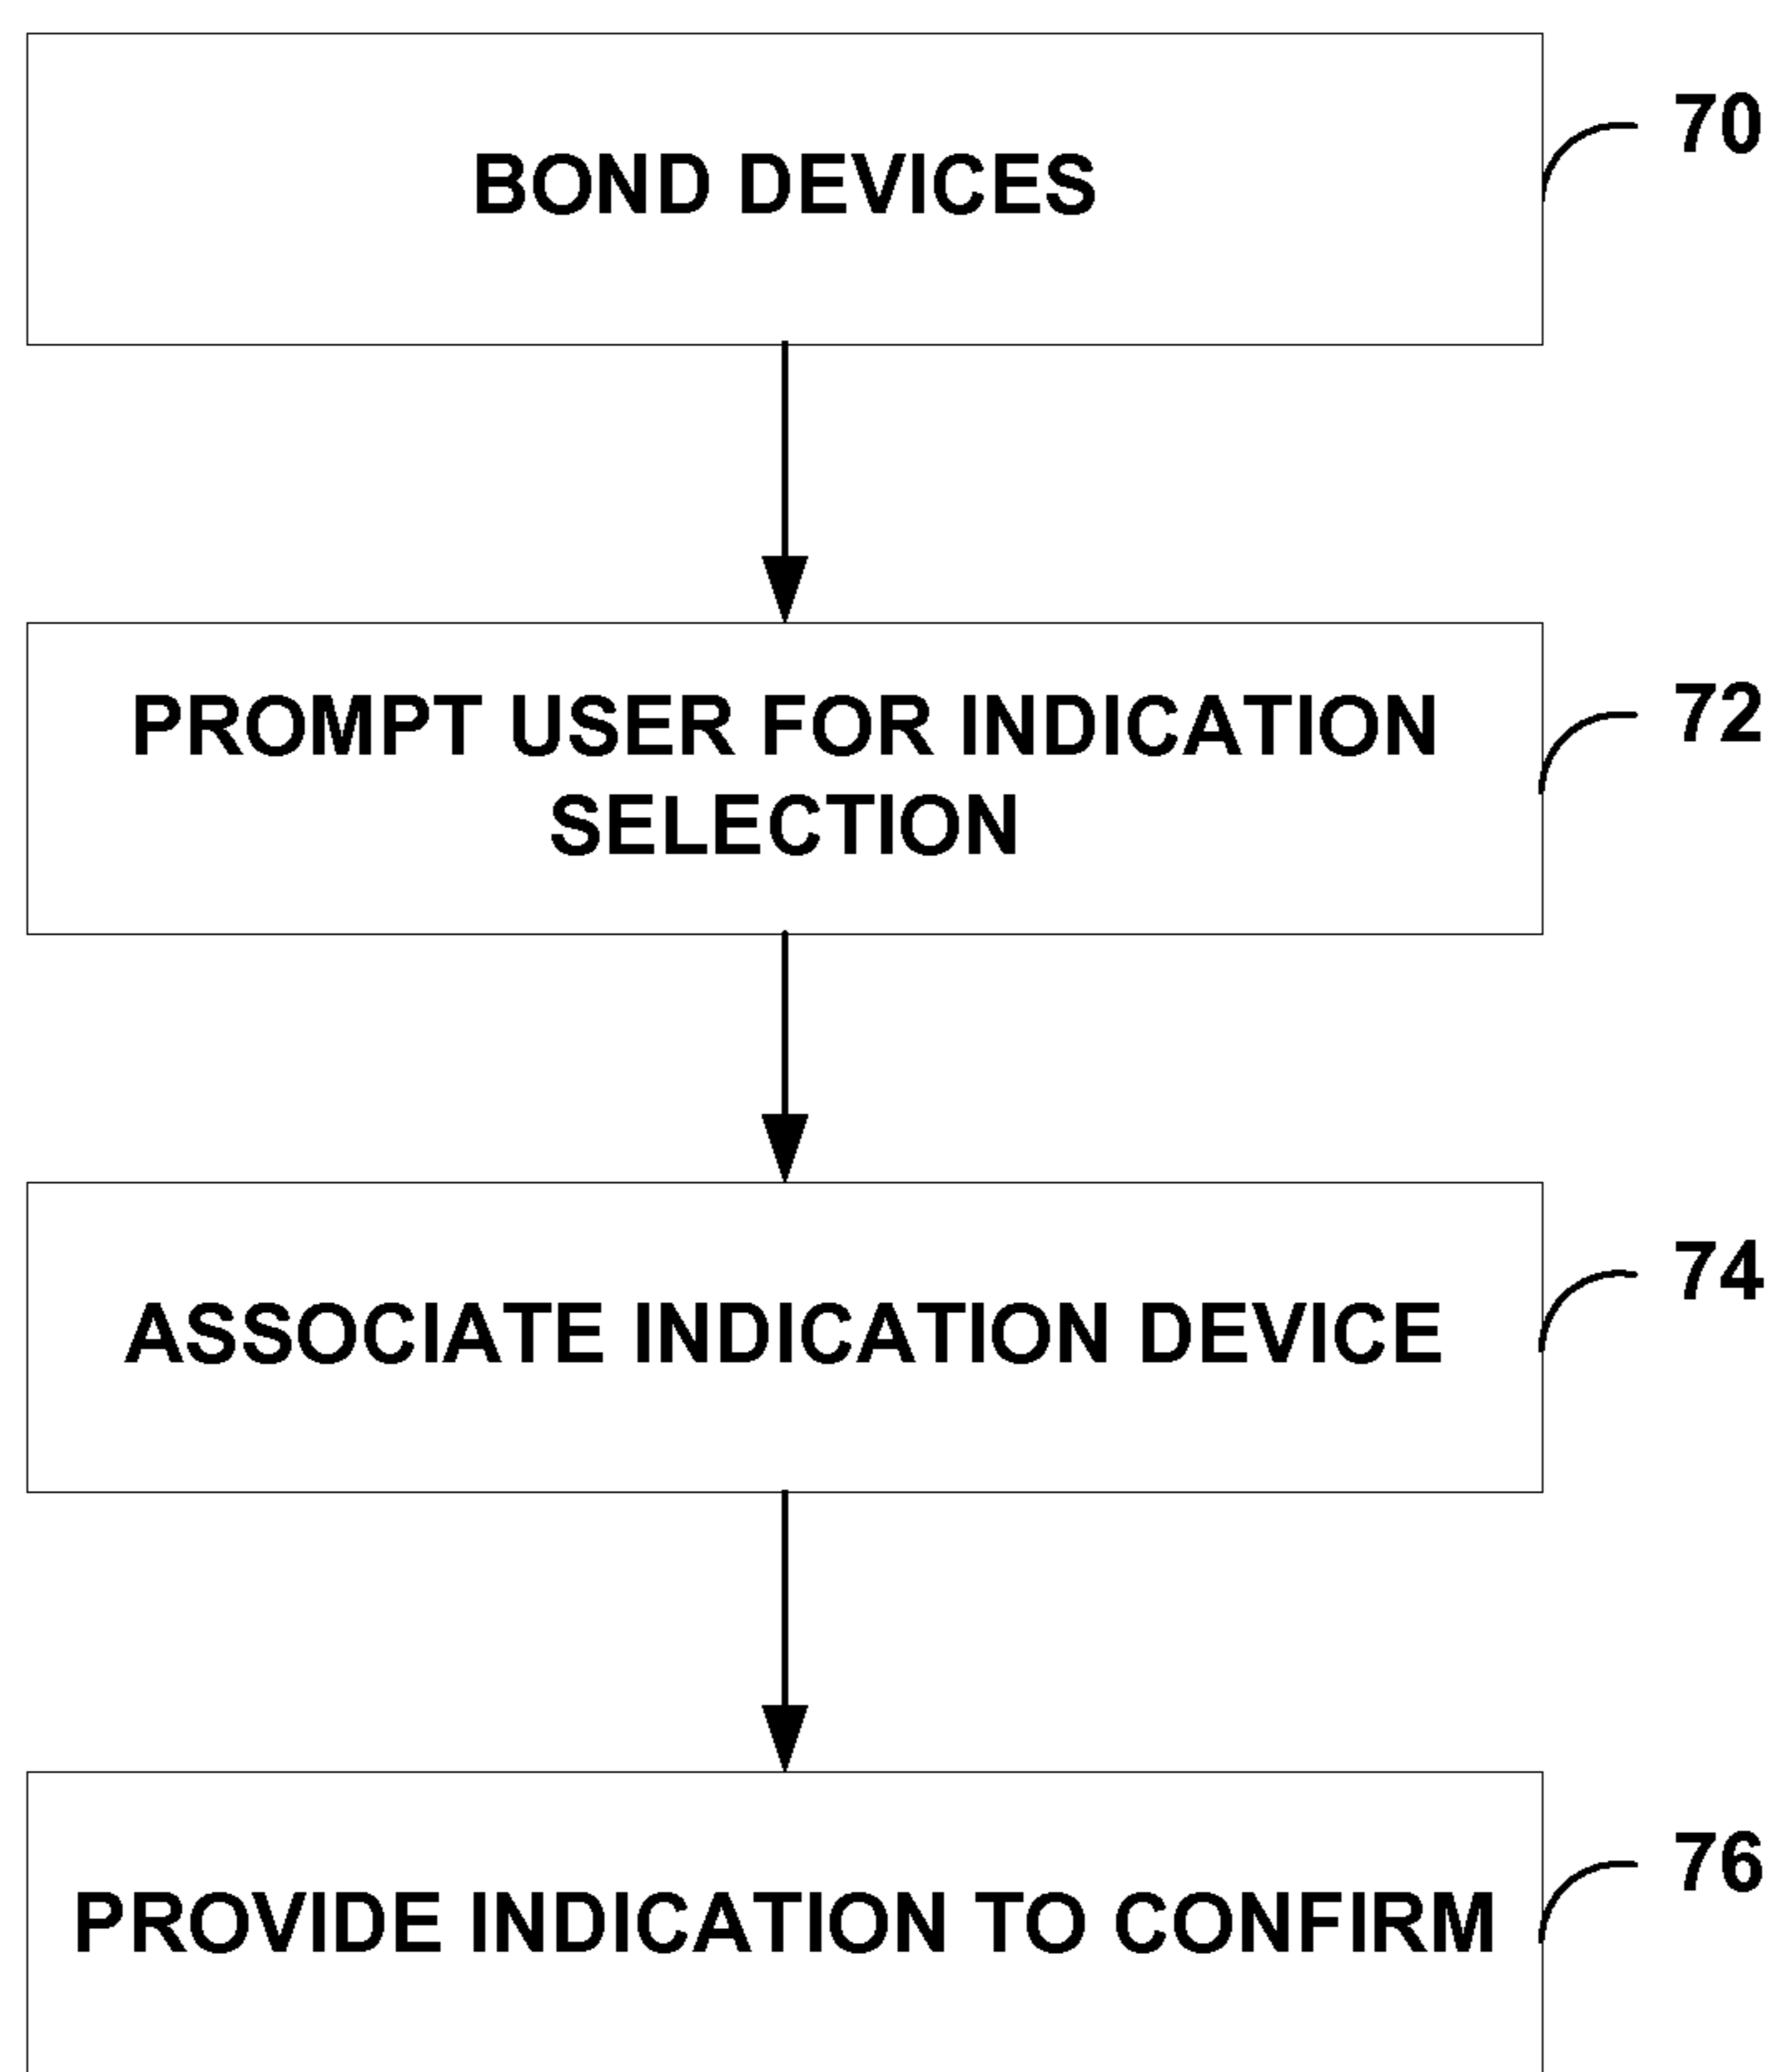 BOND DEVICES
70
PROMPT USER FOR INDICATION
SELECTION
72
ASSOCIATE INDICATION DEVICE
74
PROVIDE INDICATION TO CONFIRM
76